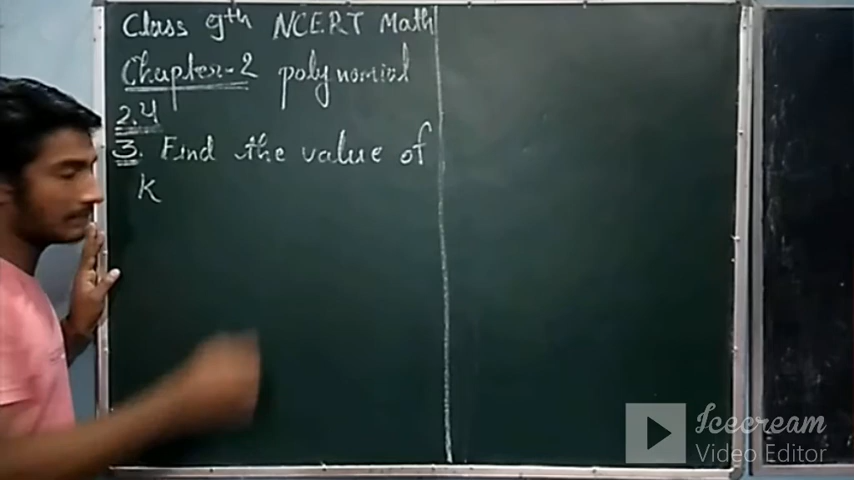 Class 9th NCERT Math
Chapter-2 polynomial
2.4
3. Find the value of
K
Icecream
Video Editor